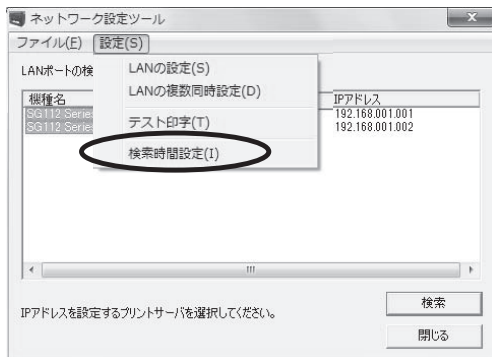 ネットワーク設定ツール
ファイル(F) 設定(S)
LANポートの検
LANの設定(S)
LANの複数同時設定(D)
テスト印字(T)
検索時間設定(I)
機種名 IPアドレス
SG112 Series 192.168.001.001
SG112 Series 192.168.001.002
IPアドレスを設定するプリントサーバを選択してください。
検索
閉じる